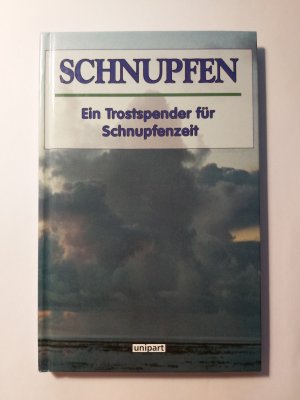 SCHNUPFEN
Ein Trostspender für
Schnupfenzeit
unipart